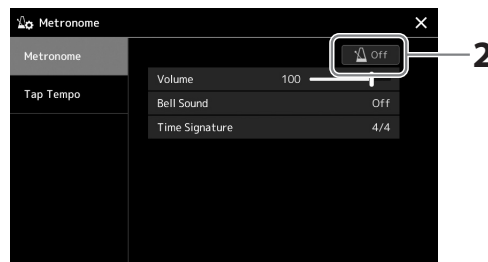 Metronome
Metronome
Off
2
Volume 100
Tap Tempo
Bell Sound Off
Time Signature 4/4